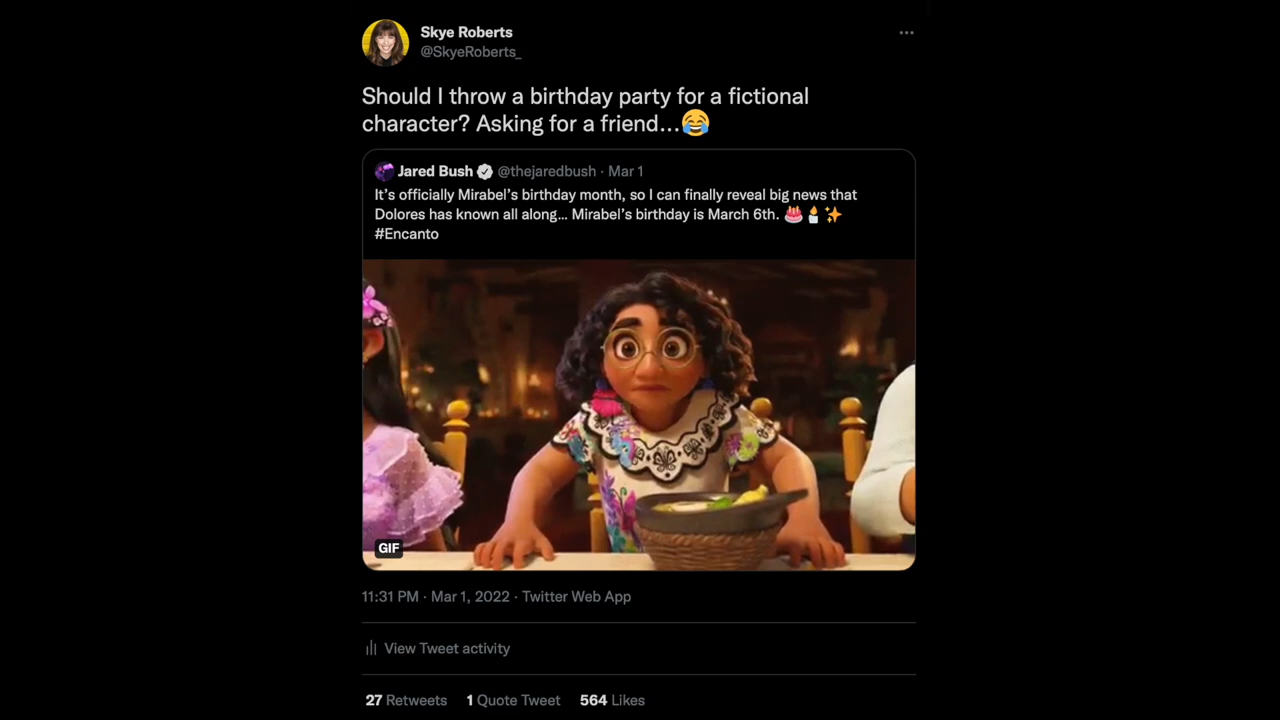 Skye Roberts
@SkyeRoberts_
Should I throw a birthday party for a fictional
character? Asking for a friend...😂
Jared Bush @thejaredbush · Mar 1
It's officially Mirabel's birthday month, so I can finally reveal big news that
Dolores has known all along... Mirabel's birthday is March 6th. 🎂🕯️✨
#Encanto
GIF
11:31 PM · Mar 1, 2022 · Twitter Web App
View Tweet activity
27 Retweets 1 Quote Tweet 564 Likes